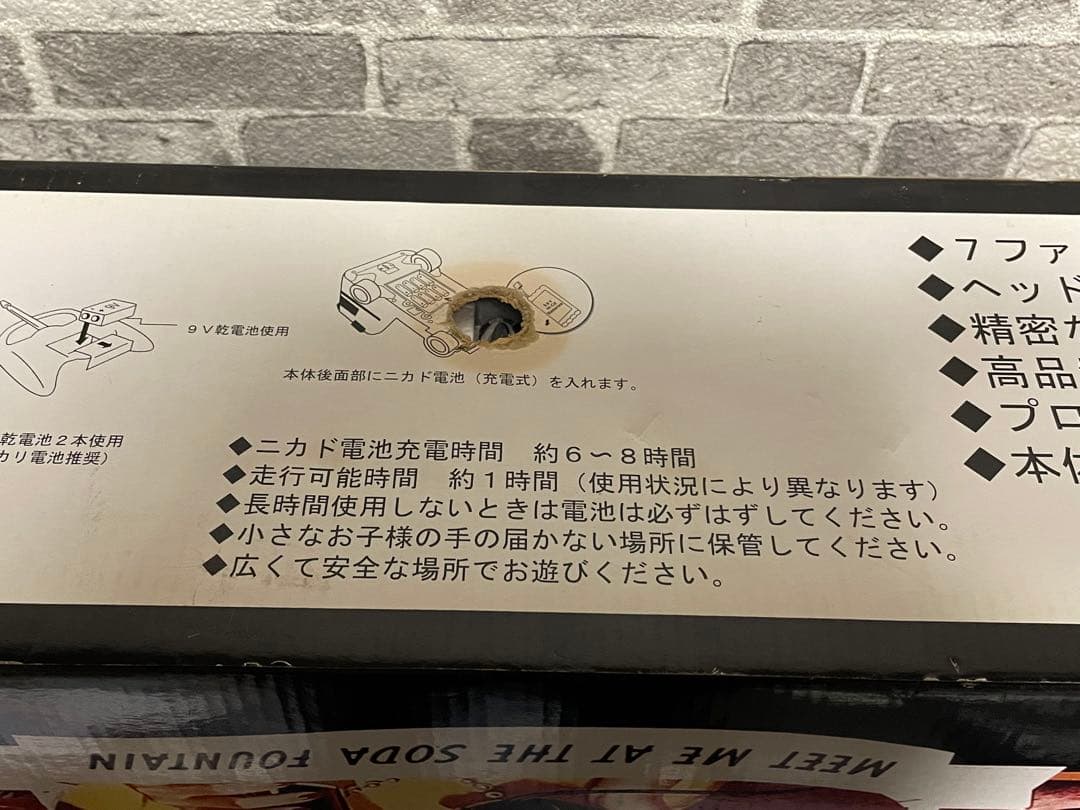 + 9V
9V乾電池使用
乾電池2本使用
カリ電池推奨）
本体後面部にニカド電池（充電式）を入れます。
◆ニカド電池充電時間　約6〜8時間
◆走行可能時間　約1時間（使用状況により異なります）
◆長時間使用しないときは電池は必ずはずしてください。
◆小さなお子様の手の届かない場所に保管してください。
◆広くて安全な場所でお遊びください。
◆7ファ
◆ヘッド
◆精密な
◆高品
◆プロ
◆本体
MEET ME AT THE SODA FOUNTAIN